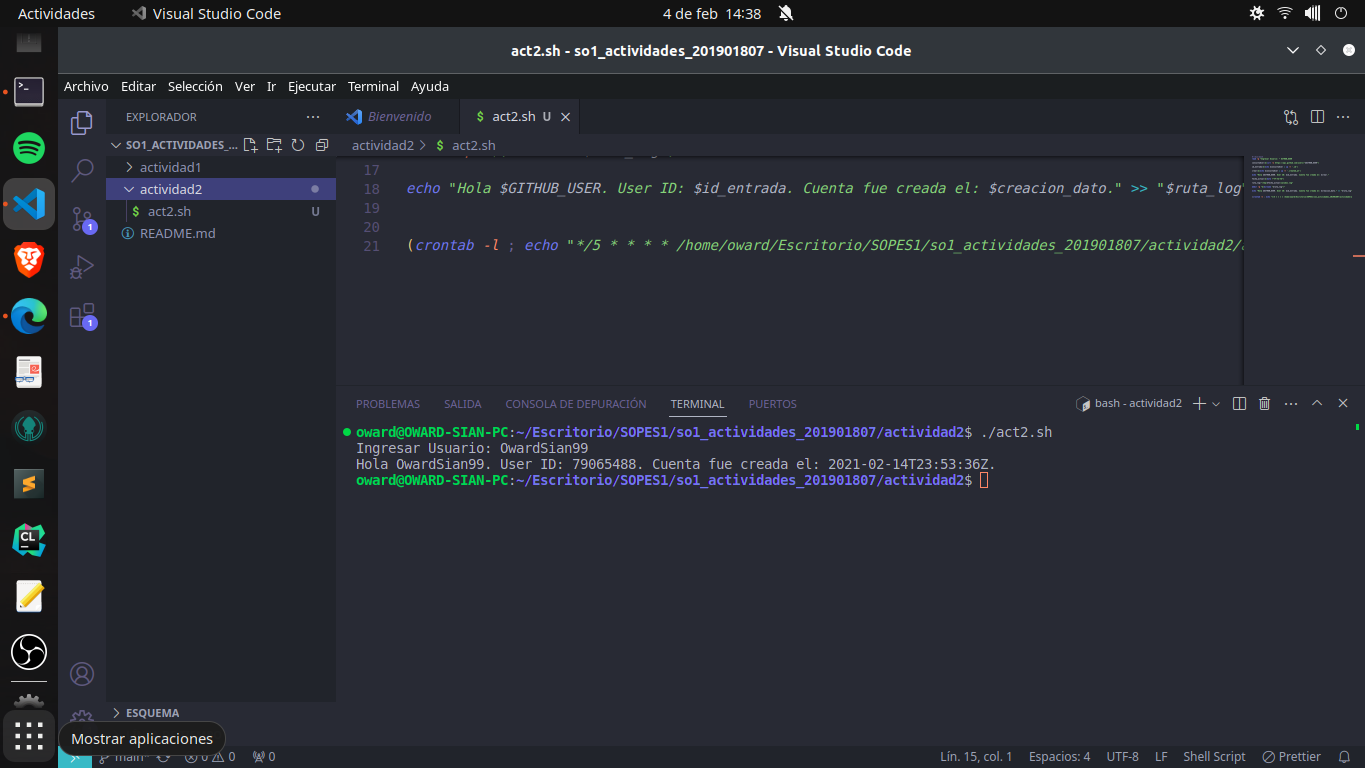 Actividades Visual Studio Code 4 de feb 14:38
act2.sh - so1_actividades_201901807 - Visual Studio Code
Archivo Editar Selección Ver Ir Ejecutar Terminal Ayuda
EXPLORADOR ··· Bienvenido $ act2.sh U
SO1_ACTIVIDADES_... actividad2 > $ act2.sh
actividad1
actividad2
$ act2.sh U
README.md
17
18 echo "Hola $GITHUB_USER. User ID: $id_entrada. Cuenta fue creada el: $creacion_dato." >> "$ruta_log"
19
20
21 (crontab -l ; echo "*/5 * * * * /home/oward/Escritorio/SOPES1/so1_actividades_201901807/actividad2/
1
1
PROBLEMAS SALIDA CONSOLA DE DEPURACIÓN TERMINAL PUERTOS bash - actividad2
oward@OWARD-SIAN-PC:~/Escritorio/SOPES1/so1_actividades_201901807/actividad2$ ./act2.sh
Ingresar Usuario: OwardSian99
Hola OwardSian99. User ID: 79065488. Cuenta fue creada el: 2021-02-14T23:53:36Z.
oward@OWARD-SIAN-PC:~/Escritorio/SOPES1/so1_actividades_201901807/actividad2$
CL
ESQUEMA
Mostrar aplicaciones
main* 0 0 0 Lín. 15, col. 1 Espacios: 4 UTF-8 LF Shell Script Prettier